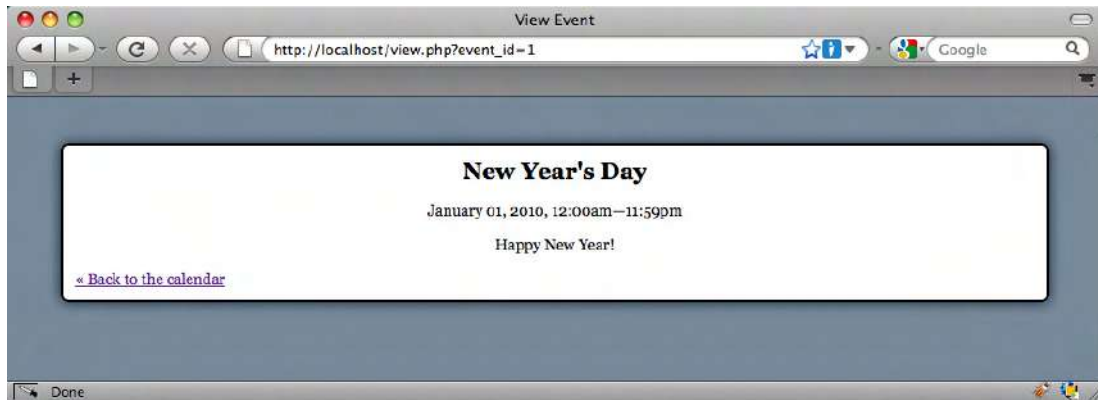 View Event
http://localhost/view.php?event_id=1
Google
New Year's Day
January 01, 2010, 12:00am—11:59pm
Happy New Year!
« Back to the calendar
Done